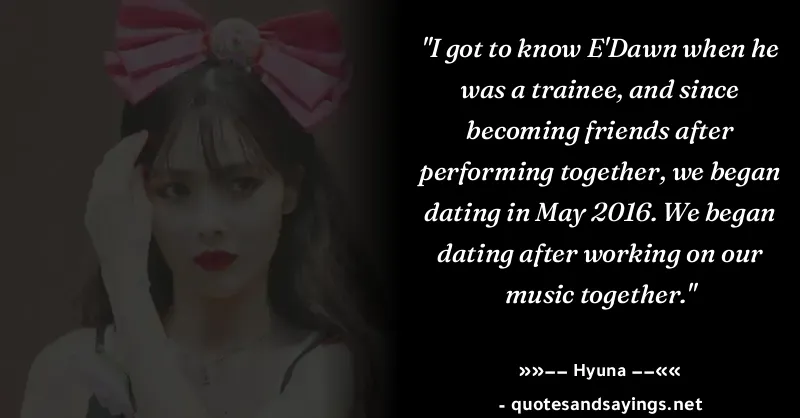 "I got to know E'Dawn when he
was a trainee, and since
becoming friends after
performing together, we began
dating in May 2016. We began
dating after working on our
music together."
»»−− Hyuna −−««
- quotesandsayings.net